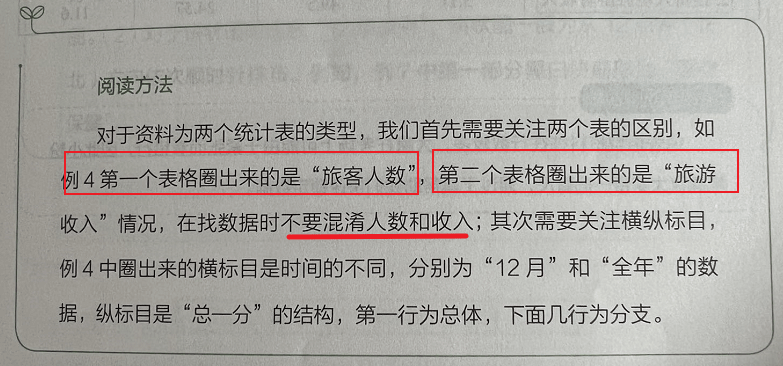 11.6
阅读方法
对于资料为两个统计表的类型，我们首先需要关注两个表的区别，如
例4第一个表格圈出来的是“旅客人数”，第二个表格圈出来的是“旅游
收入”情况，在找数据时不要混淆人数和收入；其次需要关注横纵标目，
例4中圈出来的横标目是时间的不同，分别为“12月”和“全年”的数
据，纵标目是“总—分”的结构，第一行为总体，下面几行为分支。